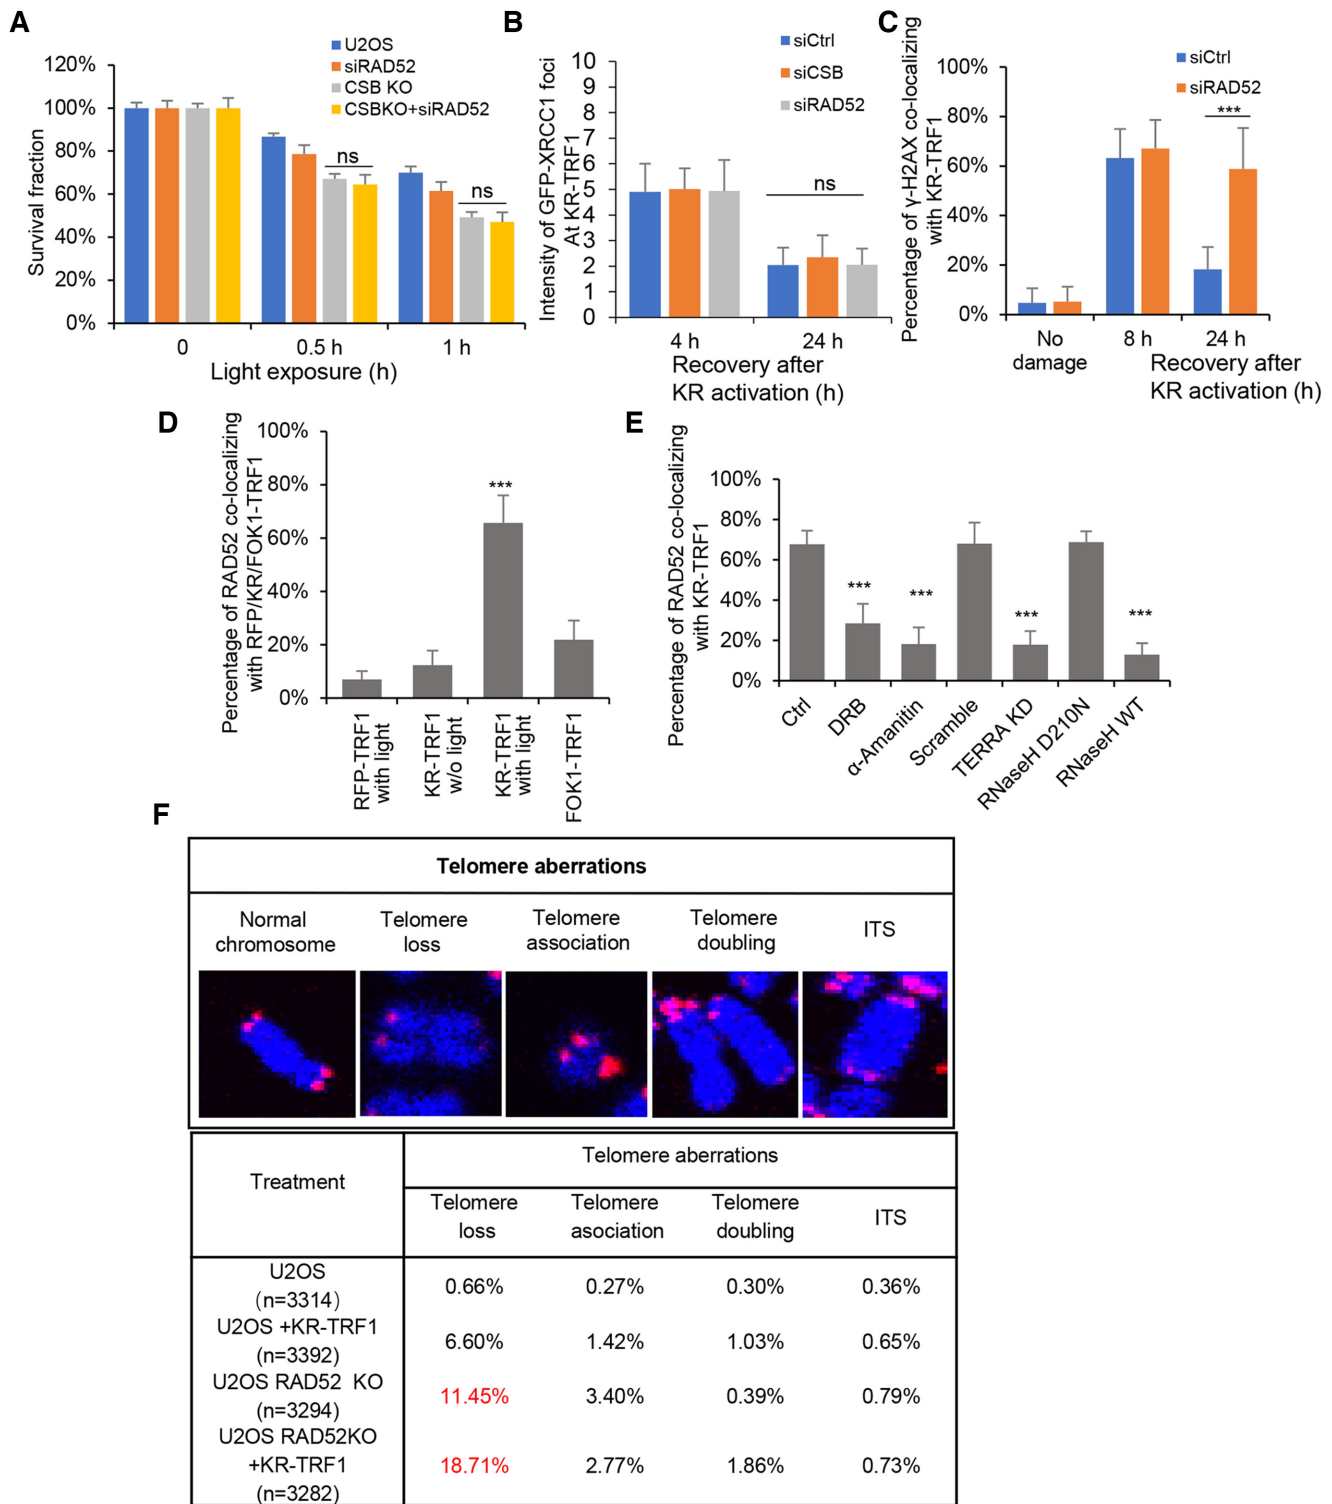 A
U2OS
siRAD52
CSB KO
CSBKO+siRAD52
120%
100%
80%
60%
40%
20%
0%
Survival fraction
ns
ns
0
0.5 h
1 h
Light exposure (h)
B
siCtrl
siCSB
siRAD52
10
9
8
7
6
5
4
3
2
1
0
Intensity of GFP-XRCC1 foci
At KR-TRF1
ns
4 h
24 h
Recovery after
KR activation (h)
C
siCtrl
siRAD52
100%
80%
60%
40%
20%
0%
Percentage of γ-H2AX co-localizing
with KR-TRF1
***
No
damage
8 h
24 h
Recovery after
KR activation (h)
D
Percentage of RAD52 co-localizing
with RFP/KR/FOK1-TRF1
100%
80%
60%
40%
20%
0%
***
RFP-TRF1
with light
KR-TRF1
w/o light
KR-TRF1
with light
FOK1-TRF1
E
Percentage of RAD52 co-localizing
with KR-TRF1
100%
80%
60%
40%
20%
0%
***
***
***
***
Ctrl
DRB
α-Amanitin
Scramble
TERRA KD
RNaseH D210N
RNaseH WT
F
Telomere aberrations
Normal
chromosome
Telomere
loss
Telomere
association
Telomere
doubling
ITS
Treatment
Telomere aberrations
Telomere
loss
Telomere
asociation
Telomere
doubling
ITS
U2OS
(n=3314)
0.66%
0.27%
0.30%
0.36%
U2OS +KR-TRF1
(n=3392)
6.60%
1.42%
1.03%
0.65%
U2OS RAD52 KO
(n=3294)
11.45%
3.40%
0.39%
0.79%
U2OS RAD52KO
+KR-TRF1
(n=3282)
18.71%
2.77%
1.86%
0.73%